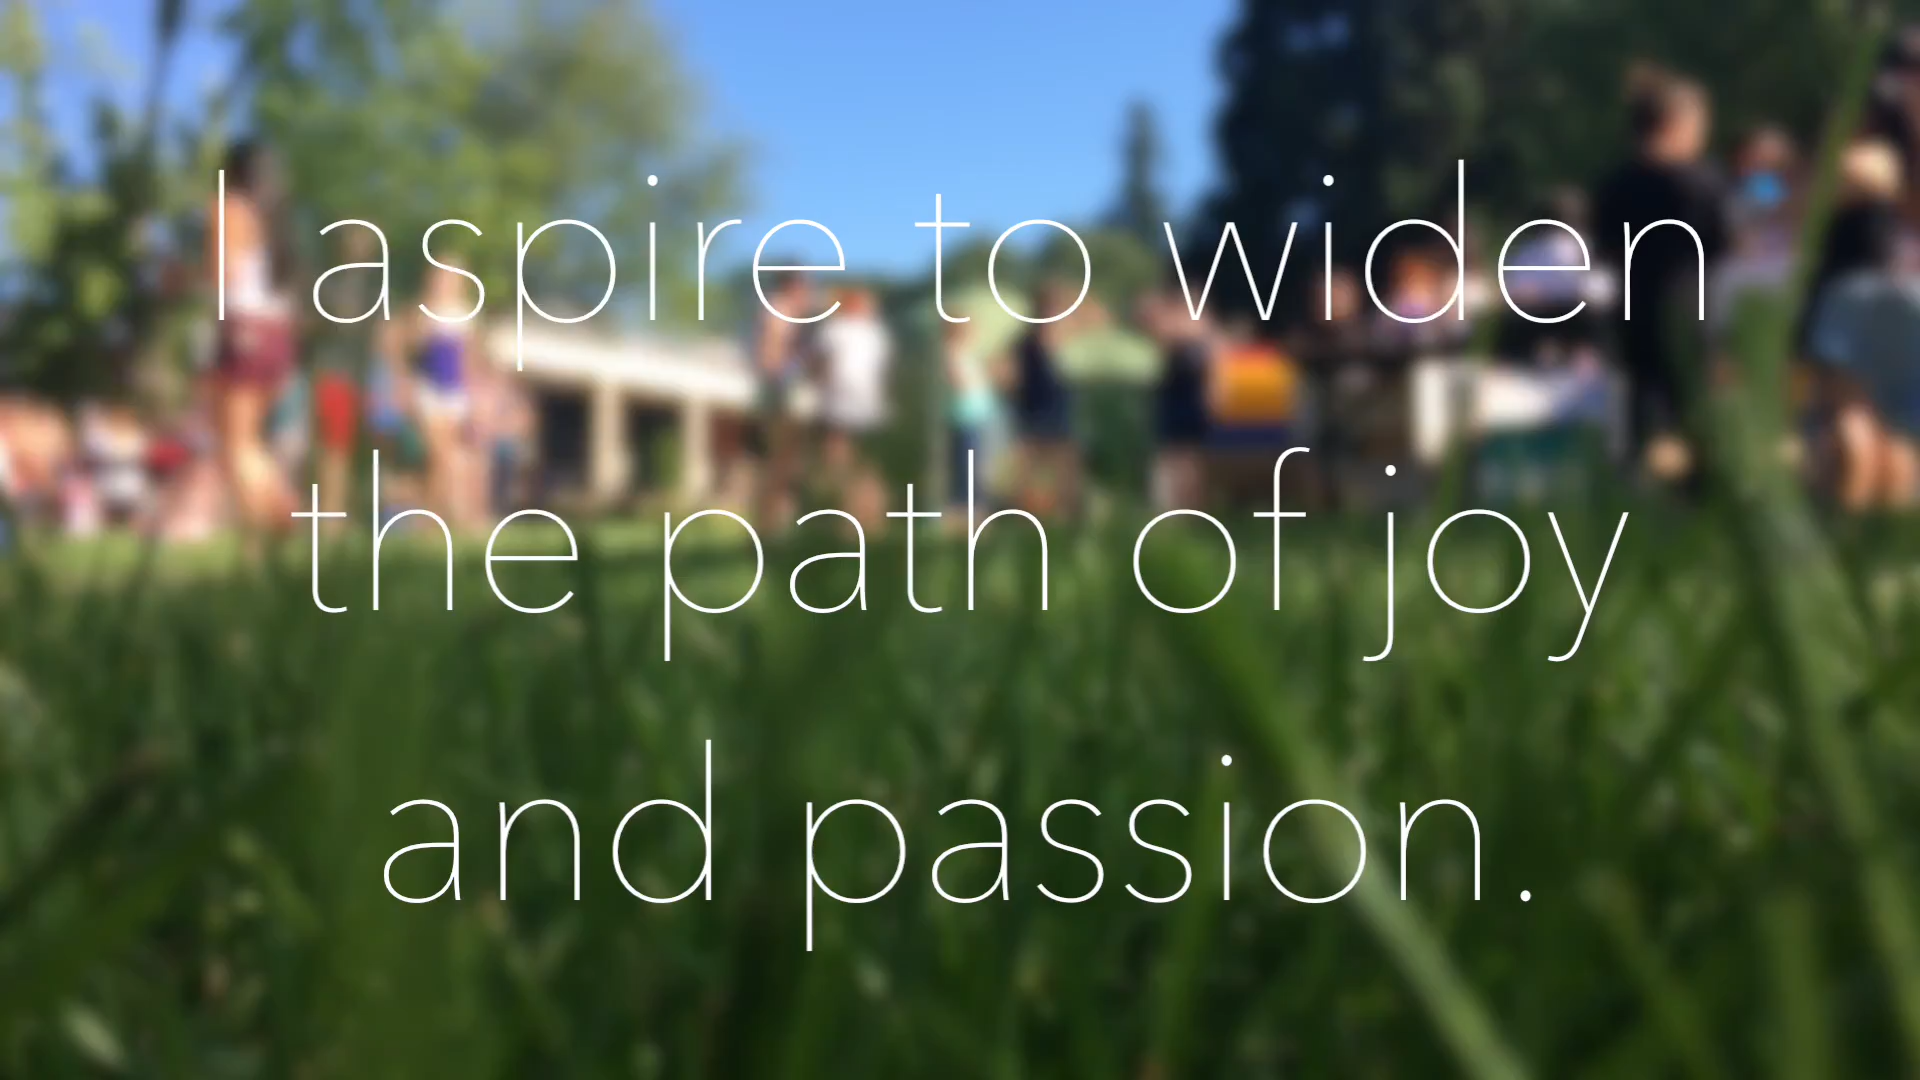 I aspire to widen
the path of joy
and passion.